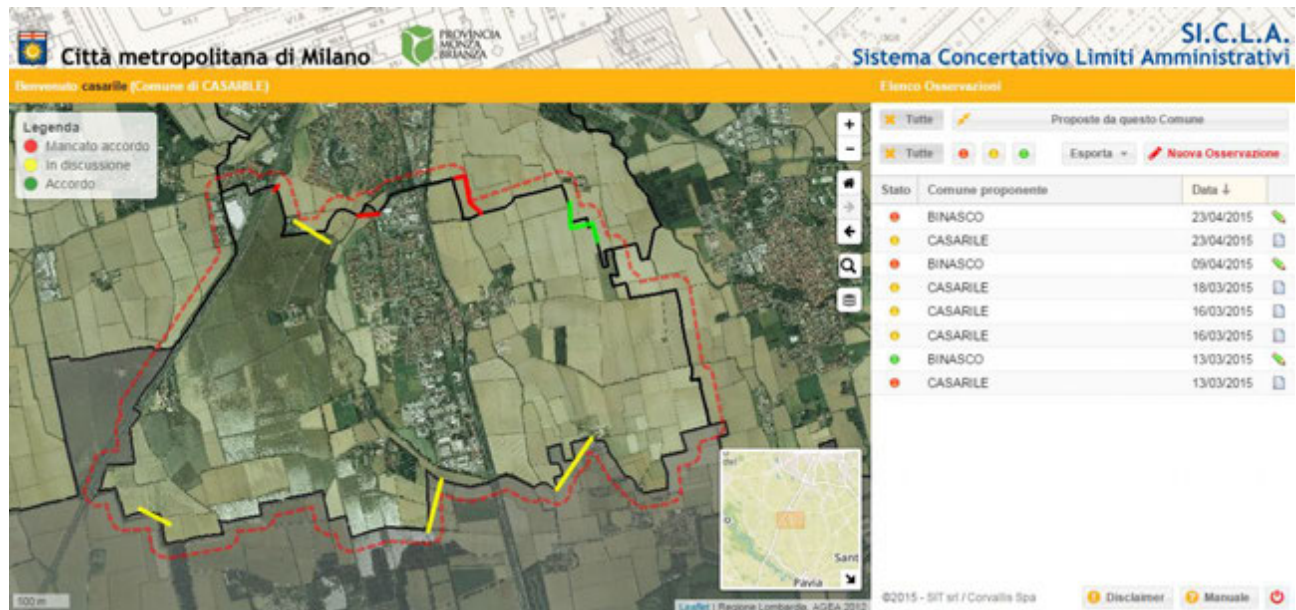 Città metropolitana di Milano
PROVINCIA
MONZA
BRIANZA
SI.C.L.A.
Sistema Concertativo Limiti Amministrativi
Benvenuto casarile (Comune di CASARILE)
Elenco Osservazioni
Legenda
Mancato accordo
In discussione
Accordo
+
-
Tutte
Proposte da questo Comune
Tutte
Esporta
Nuova Osservazione
Stato Comune proponente Data ↓
BINASCO 23/04/2015
CASARILE 23/04/2015
BINASCO 09/04/2015
CASARILE 18/03/2015
CASARILE 16/03/2015
CASARILE 16/03/2015
BINASCO 13/03/2015
CASARILE 13/03/2015
del
Sant
Pavia
500 m
Leaflet | Regione Lombardia, AGEA 2012
©2015 - SIT srl / Corvallis Spa
Disclaimer
Manuale